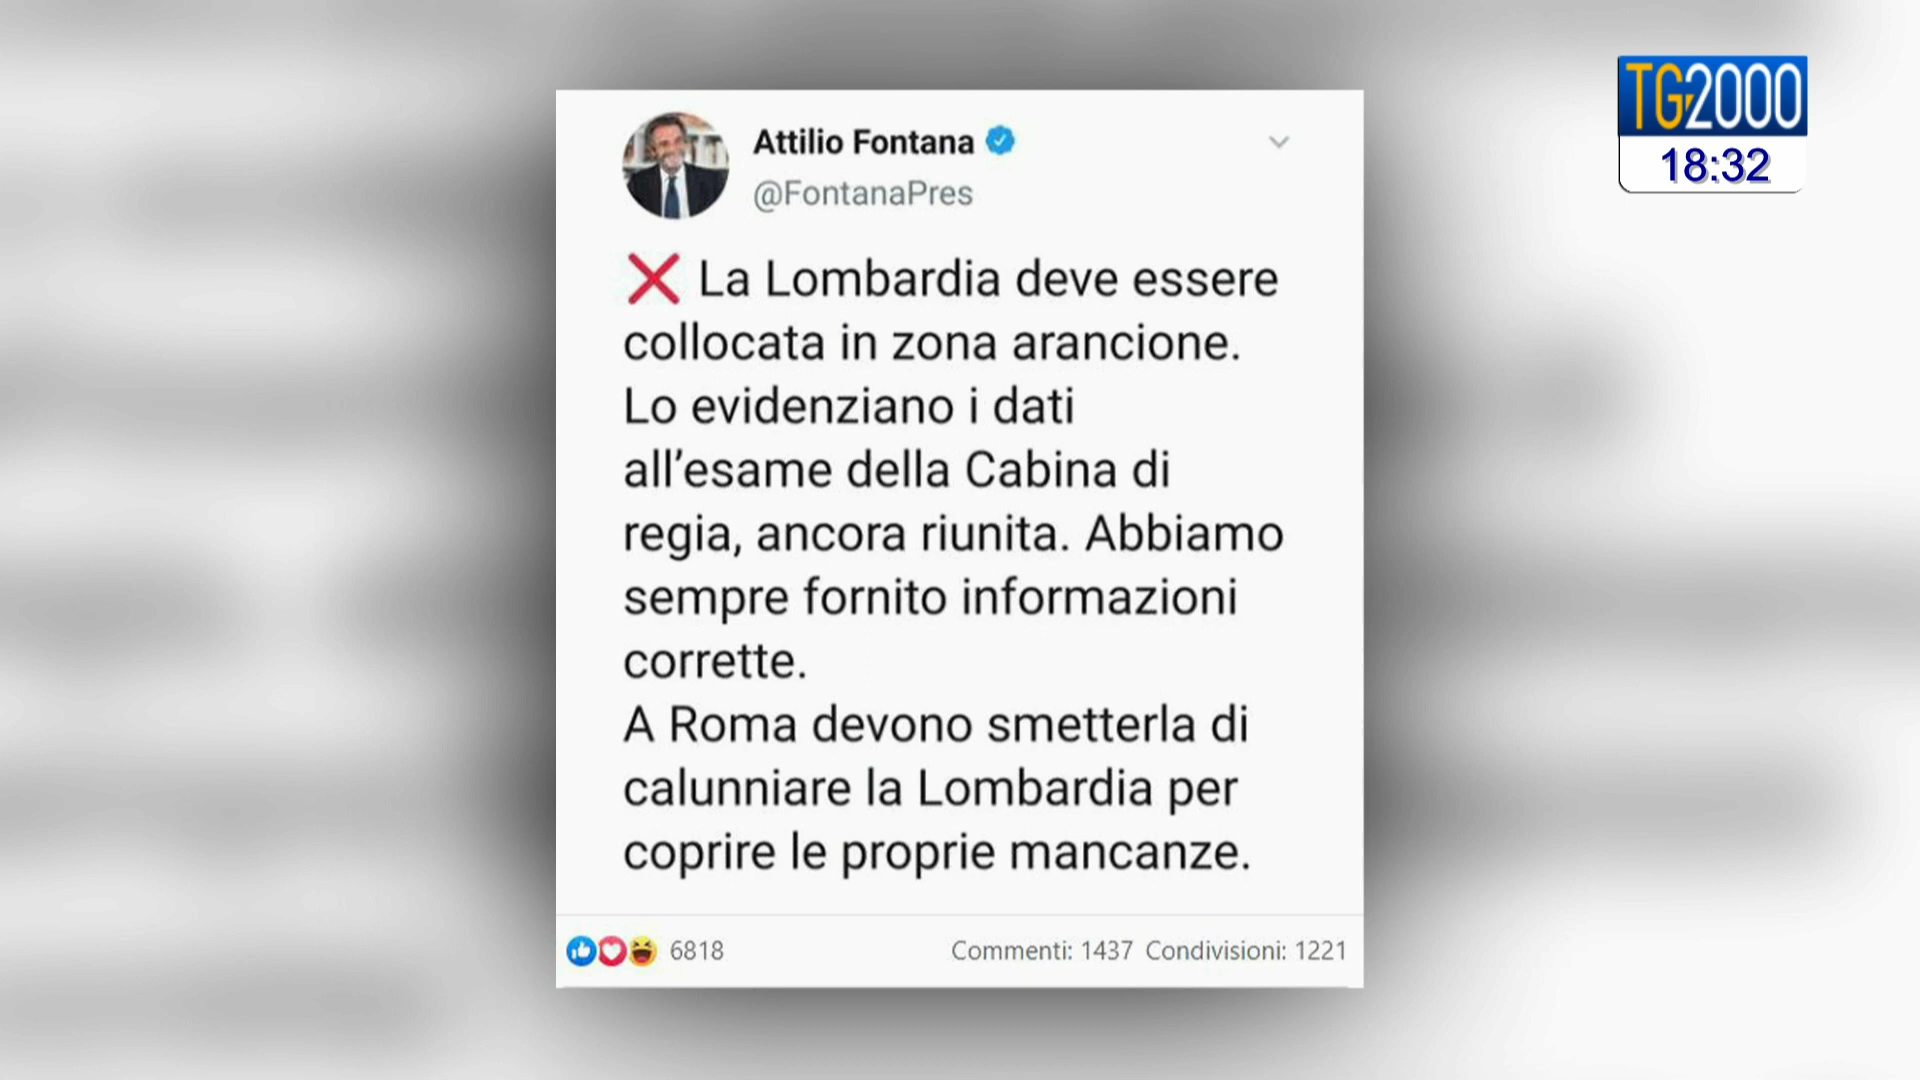 TG2000
18:32
Attilio Fontana
@FontanaPres
❌ La Lombardia deve essere
collocata in zona arancione.
Lo evidenziano i dati
all’esame della Cabina di
regia, ancora riunita. Abbiamo
sempre fornito informazioni
corrette.
A Roma devono smetterla di
calunniare la Lombardia per
coprire le proprie mancanze.
6818 Commenti: 1437 Condivisioni: 1221